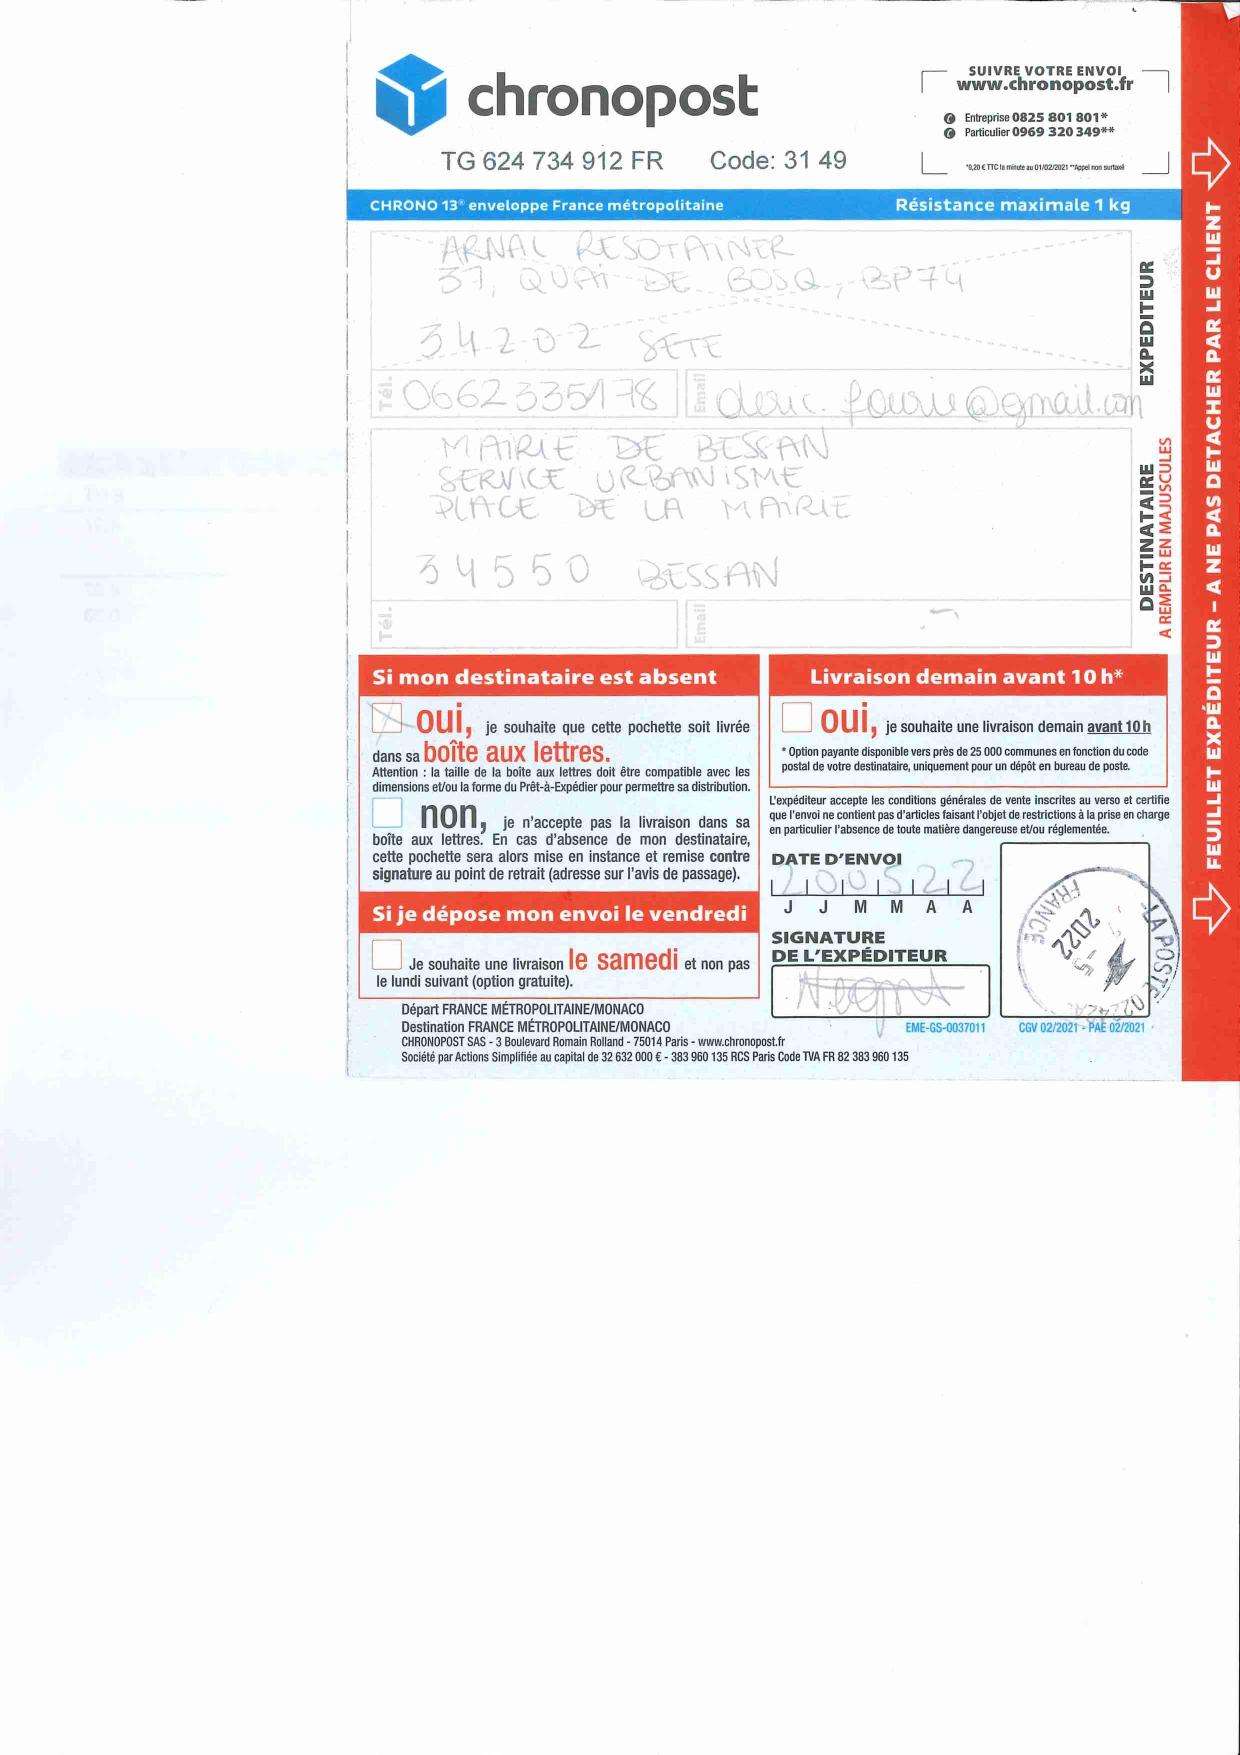 chronopost
SUIVRE VOTRE ENVOI
www.chronopost.fr
Entreprise 0825 801 801*
Particulier 0969 320 349**
*0,20 € TTC la minute au 01/02/2021 **Appel non surtaxé
TG 624 734 912 FR Code: 31 49
CHRONO 13® enveloppe France métropolitaine Résistance maximale 1 kg
ARNAL RESOTAINER
37, QUAI DE BOSQ, BP74
34202 SETE
EXPEDITEUR
Tél. 0662335178 Email
MAIRIE DE BESSAN
SERVICE URBANISME
PLACE DE LA MAIRIE
34550 BESSAN
DESTINATAIRE
A REMPLIR EN MAJUSCULES
Tél. Email
Si mon destinataire est absent
oui, je souhaite que cette pochette soit livrée
dans sa boîte aux lettres.
Attention : la taille de la boîte aux lettres doit être compatible avec les
dimensions et/ou la forme du Prêt-à-Expédier pour permettre sa distribution.
non, je n'accepte pas la livraison dans sa
boîte aux lettres. En cas d'absence de mon destinataire,
cette pochette sera alors mise en instance et remise contre
signature au point de retrait (adresse sur l'avis de passage).
Si je dépose mon envoi le vendredi
Je souhaite une livraison le samedi et non pas
le lundi suivant (option gratuite).
Livraison demain avant 10 h*
oui, je souhaite une livraison demain avant 10 h
* Option payante disponible vers près de 25 000 communes en fonction du code
postal de votre destinataire, uniquement pour un dépôt en bureau de poste.
L'expéditeur accepte les conditions générales de vente inscrites au verso et certifie
que l'envoi ne contient pas d'articles faisant l'objet de restrictions à la prise en charge
en particulier l'absence de toute matière dangereuse et/ou réglementée.
DATE D'ENVOI
200522
J J M M A A
SIGNATURE
DE L'EXPÉDITEUR
LA POSTE
2022
FRANCE
Départ FRANCE MÉTROPOLITAINE/MONACO
Destination FRANCE MÉTROPOLITAINE/MONACO
EME-GS-0037011 CGV 02/2021 - PAE 02/2021
CHRONOPOST SAS - 3 Boulevard Romain Rolland - 75014 Paris - www.chronopost.fr
Société par Actions Simplifiée au capital de 32 632 000 € - 383 960 135 RCS Paris Code TVA FR 82 383 960 135
FEUILLET EXPÉDITEUR – A NE PAS DETACHER PAR LE CLIENT